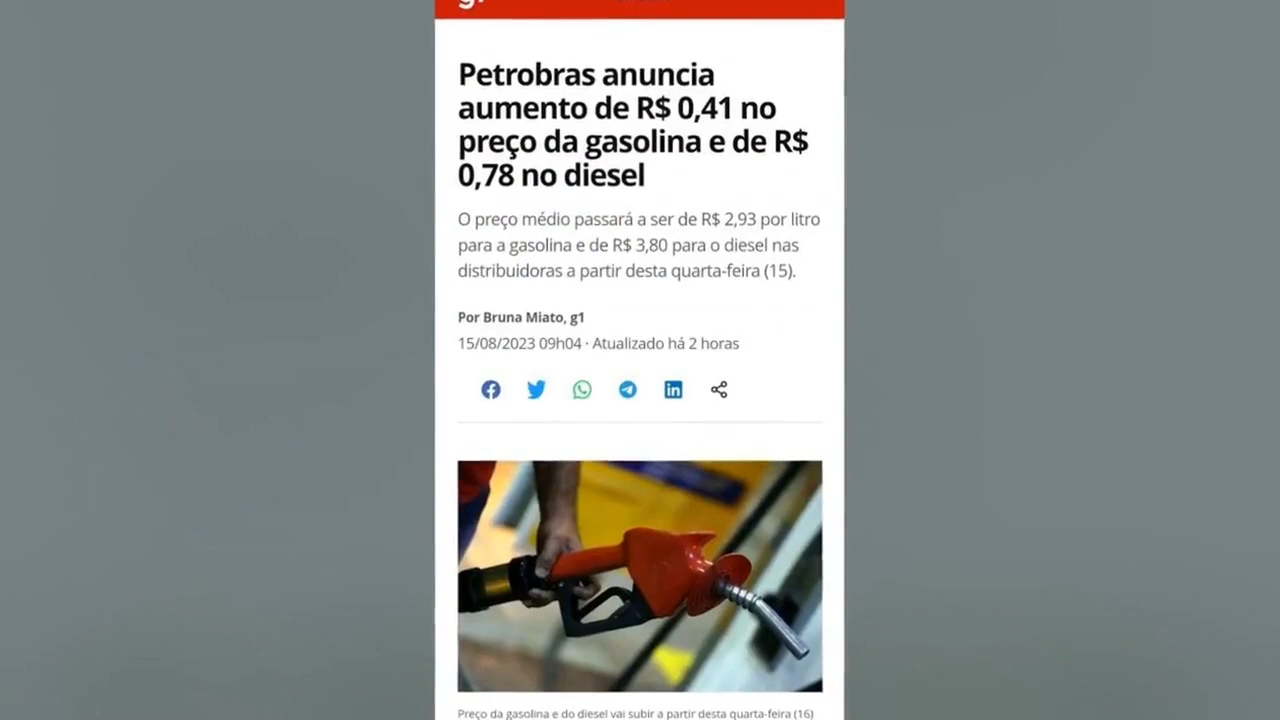 Petrobras anuncia
aumento de R$ 0,41 no
preço da gasolina e de R$
0,78 no diesel
O preço médio passará a ser de R$ 2,93 por litro
para a gasolina e de R$ 3,80 para o diesel nas
distribuidoras a partir desta quarta-feira (15).
Por Bruna Miato, g1
15/08/2023 09h04 · Atualizado há 2 horas
Preço da gasolina e do diesel vai subir a partir desta quarta-feira (16)